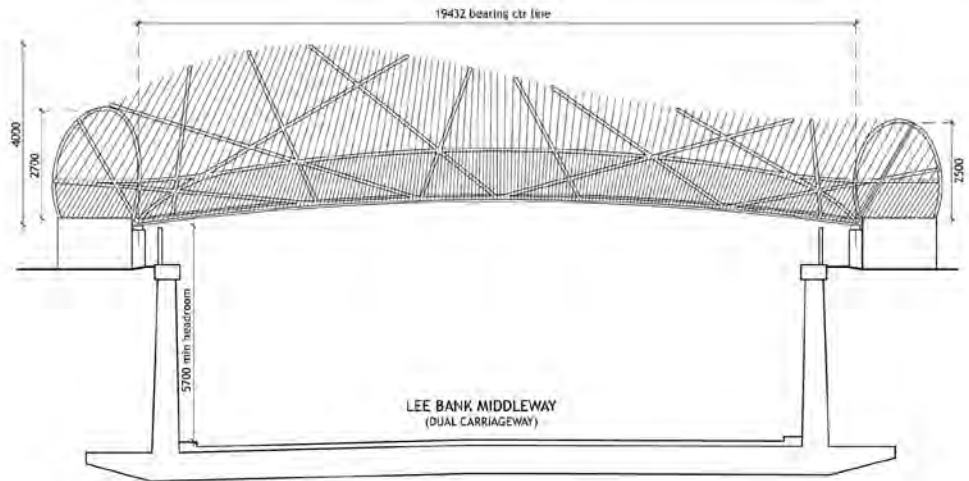 19432 bearing ctr line
4000
2700
2500
5700 min headroom
LEE BANK MIDDLEWAY
(DUAL CARRIAGEWAY)